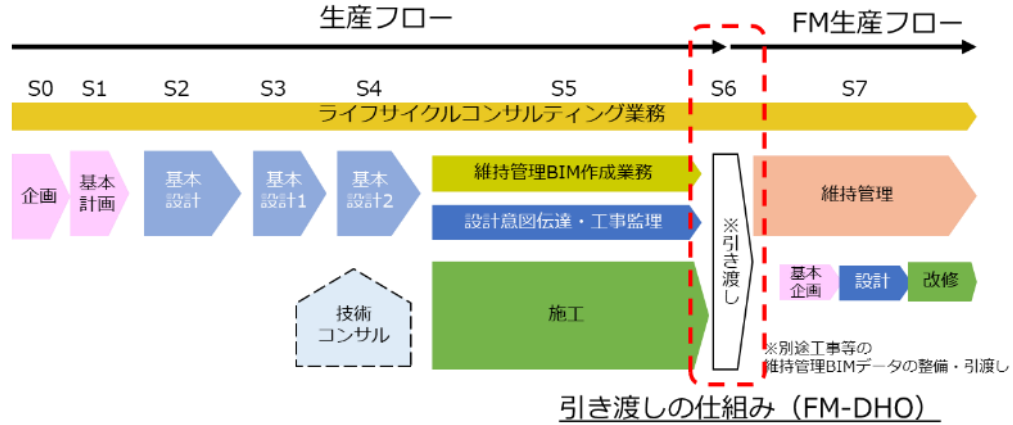 生産フロー
FM生産フロー
S0
S1
S2
S3
S4
S5
S6
S7
ライフサイクルコンサルティング業務
企画
基本
計画
基本
設計
基本
設計1
基本
設計2
維持管理BIM作成業務
設計意図伝達・工事監理
※引き渡し
維持管理
技術
コンサル
施工
基本
企画
設計
改修
※別途工事等の
維持管理BIMデータの整備・引渡し
引き渡しの仕組み（FM-DHO）